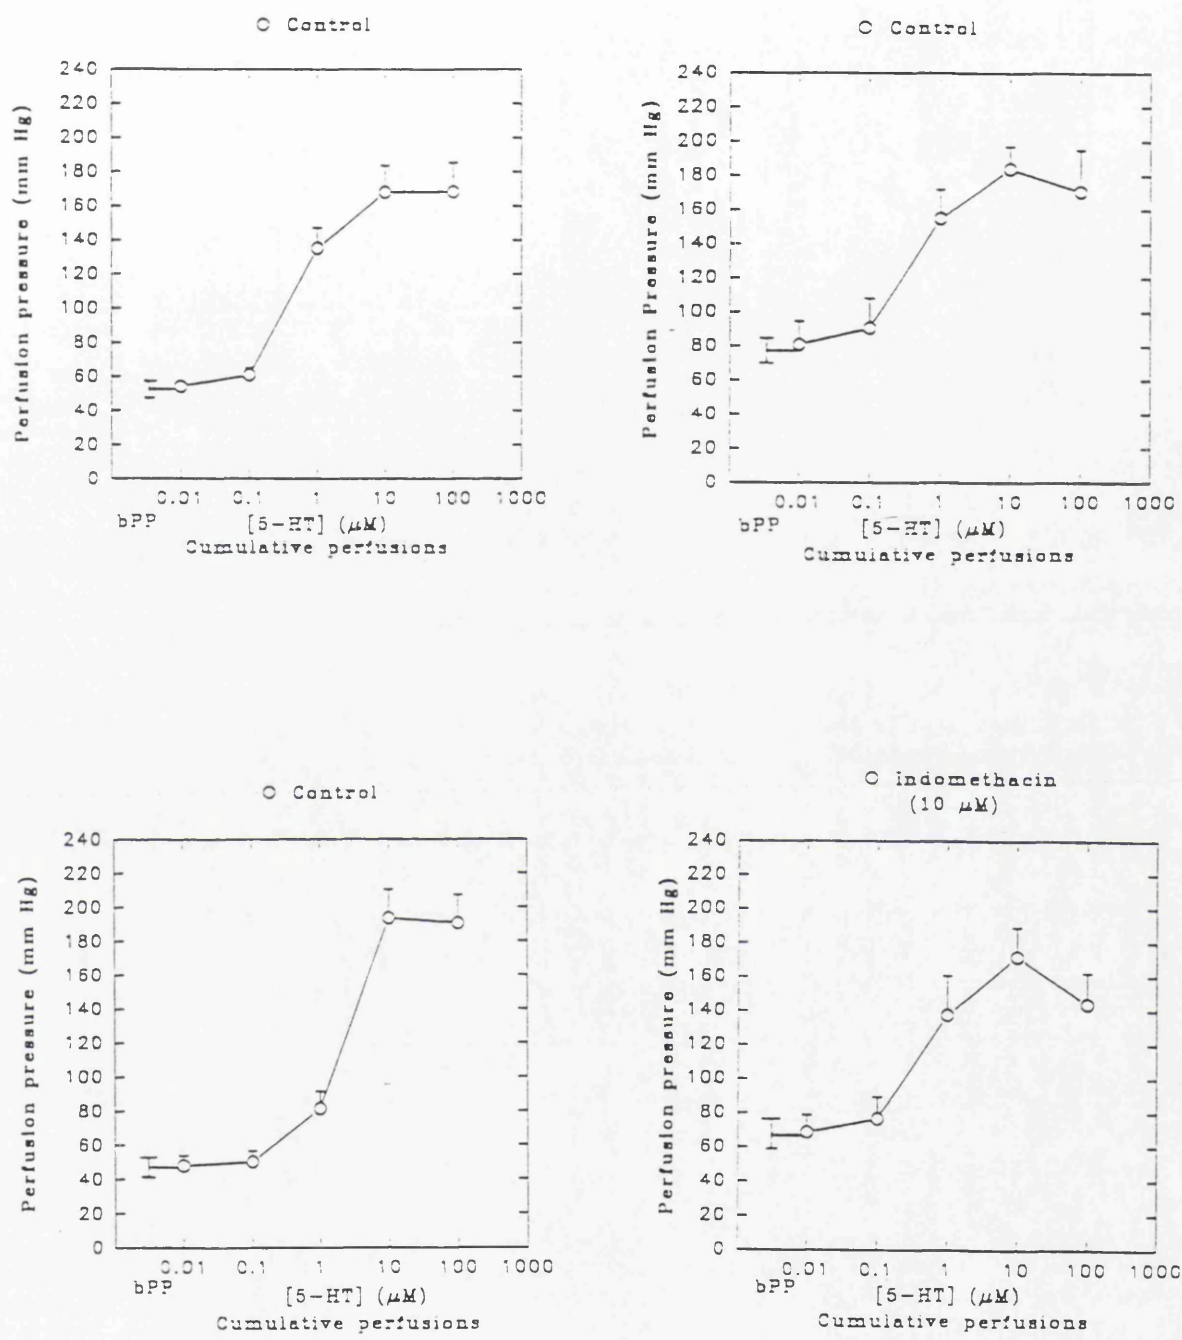 ○ Control
240
220
200
180
160
140
120
100
80
60
40
20
0
Perfusion pressure (mm Hg)
0.01 0.1 1 10 100 1000
bPP [5-HT] (μM)
Cumulative perfusions
○ Control
240
220
200
180
160
140
120
100
80
60
40
20
0
Perfusion Pressure (mm Hg)
0.01 0.1 1 10 100 1000
bPP [5-HT] (μM)
Cumulative perfusions
○ Control
240
220
200
180
160
140
120
100
80
60
40
20
0
Perfusion pressure (mm Hg)
0.01 0.1 1 10 100 1000
bPP [5-HT] (μM)
Cumulative perfusions
○ Indomethacin
(10 μM)
240
220
200
180
160
140
120
100
80
60
40
20
0
Perfusion pressure (mm Hg)
0.01 0.1 1 10 100 1000
bPP [5-HT] (μM)
Cumulative perfusions